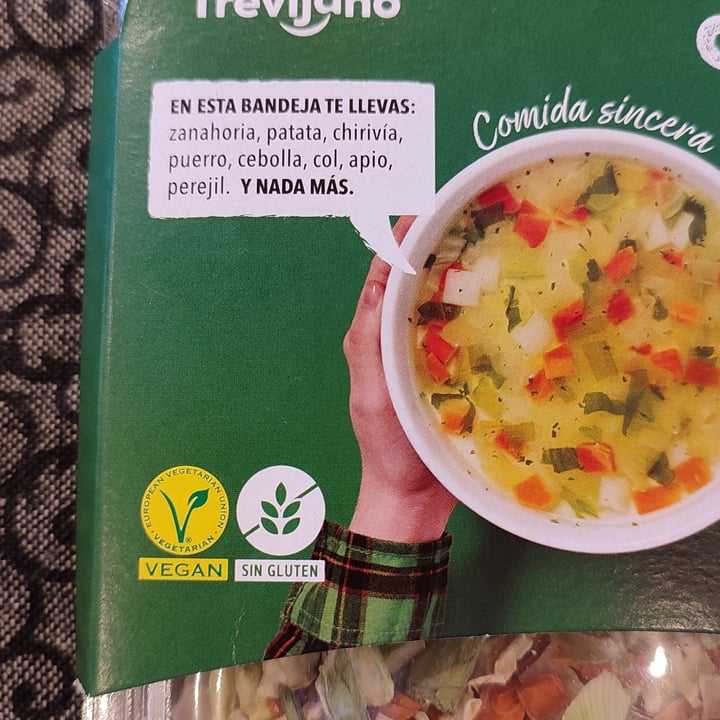 Trevijano
EN ESTA BANDEJA TE LLEVAS:
zanahoria, patata, chirivía,
puerro, cebolla, col, apio,
perejil. Y NADA MÁS.
Comida sincera
EUROPEAN VEGETARIAN UNION
VEGETARIAN
VEGAN
SIN GLUTEN